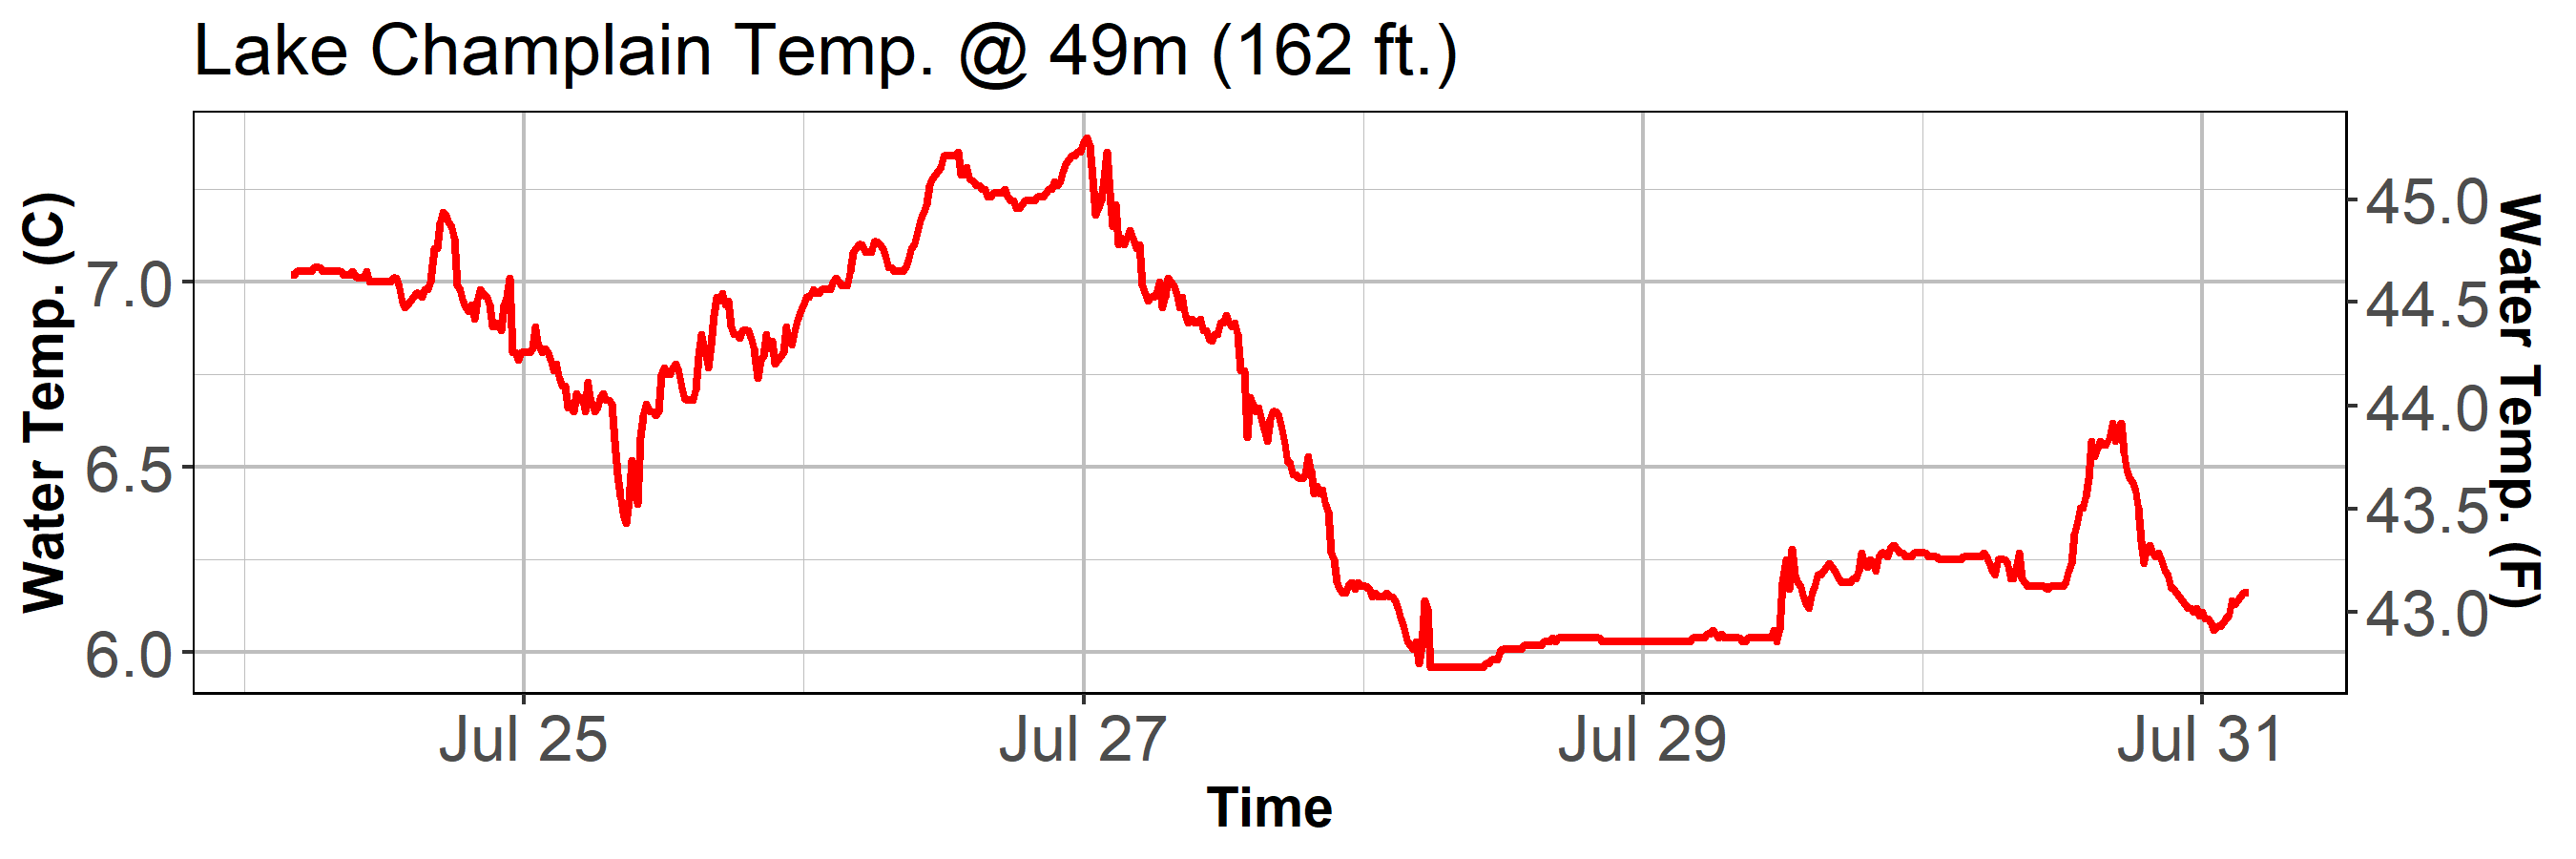 Lake Champlain Temp. @ 49m (162 ft.)
Water Temp. (C)
7.0
6.5
6.0
45.0
44.5
44.0
43.5
43.0
Water Temp. (F)
Jul 25
Jul 27
Jul 29
Jul 31
Time